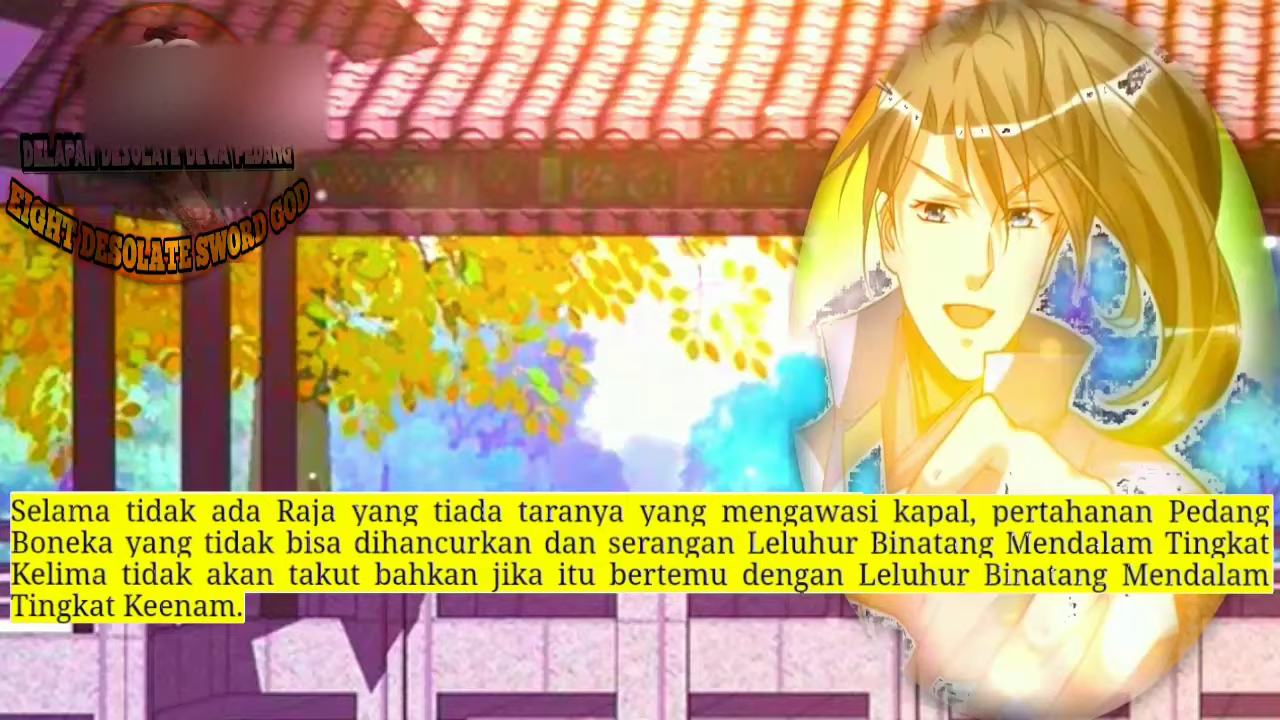 DELAPAN DESOLATE DEWA PEDANG
EIGHT DESOLATE SWORD GOD
Selama tidak ada Raja yang tiada taranya yang mengawasi kapal, pertahanan Pedang
Boneka yang tidak bisa dihancurkan dan serangan Leluhur Binatang Mendalam Tingkat
Kelima tidak akan takut bahkan jika itu bertemu dengan Leluhur Binatang Mendalam
Tingkat Keenam.